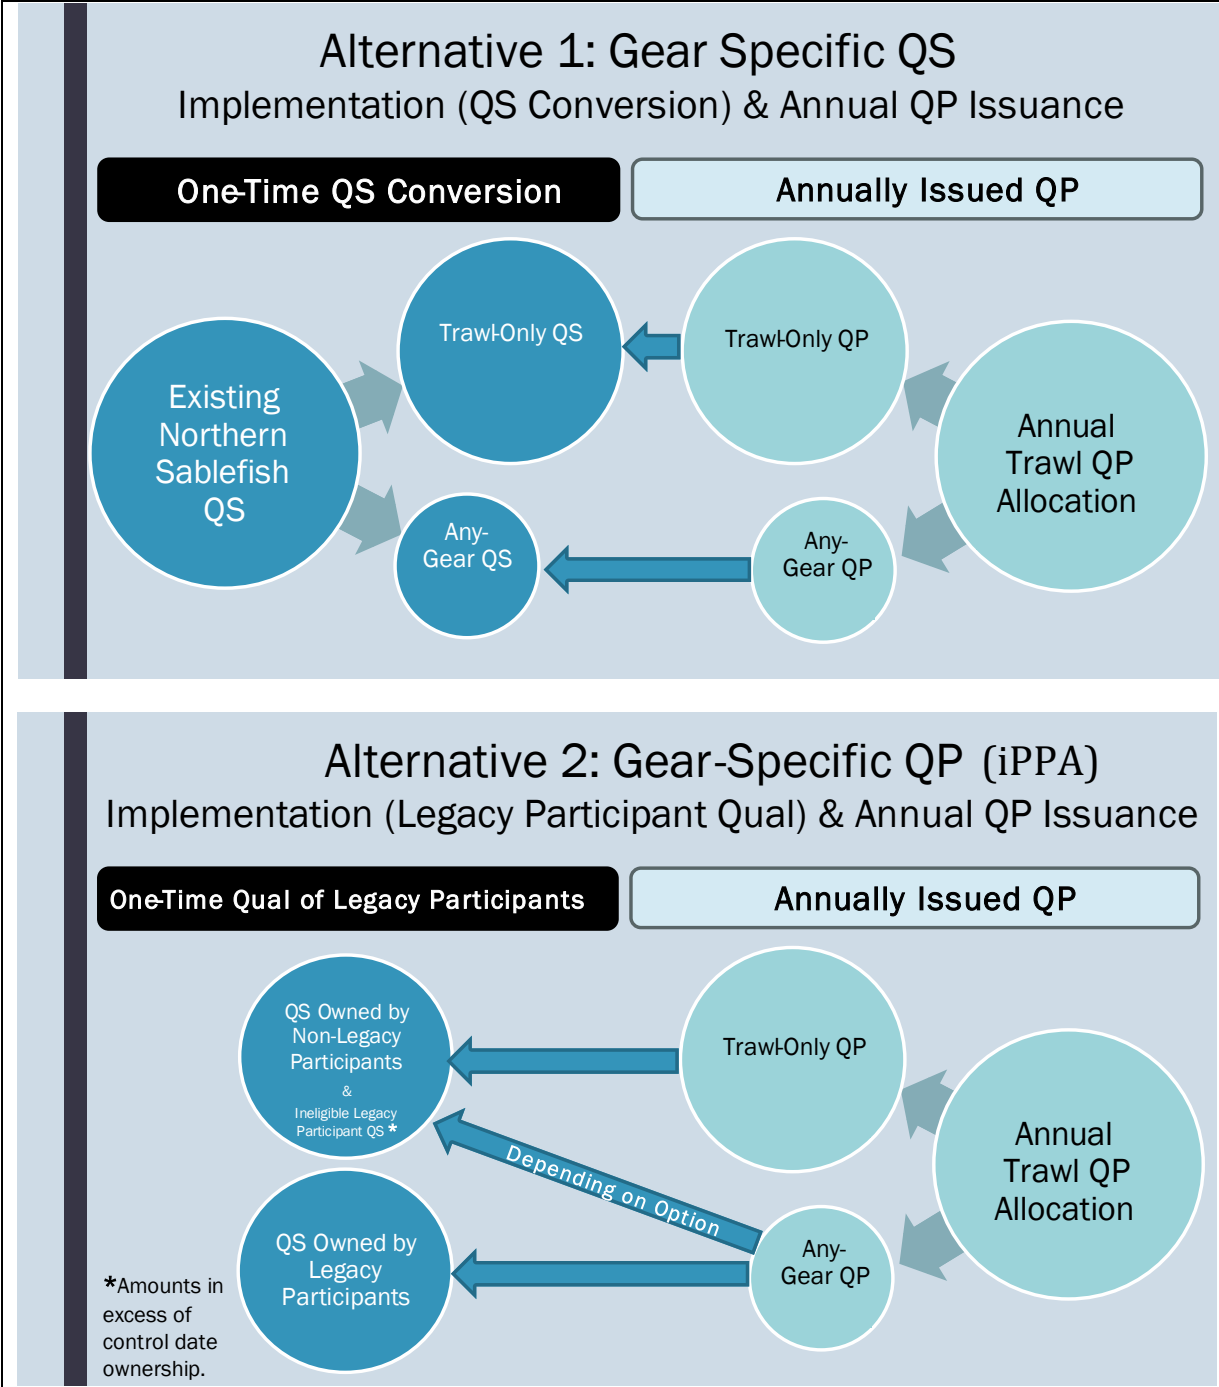 Alternative 1: Gear Specific QS
Implementation (QS Conversion) & Annual QP Issuance
One-Time QS Conversion
Annually Issued QP
Existing
Northern
Sablefish
QS
Trawl-Only QS
Any-
Gear QS
Trawl-Only QP
Any-
Gear QP
Annual
Trawl QP
Allocation
Alternative 2: Gear-Specific QP (iPPA)
Implementation (Legacy Participant Qual) & Annual QP Issuance
One-Time Qual of Legacy Participants
Annually Issued QP
QS Owned by
Non-Legacy
Participants
&
Ineligible Legacy
Participant QS *
QS Owned by
Legacy
Participants
Depending on Option
Trawl-Only QP
Any-
Gear QP
Annual
Trawl QP
Allocation
*Amounts in
excess of
control date
ownership.